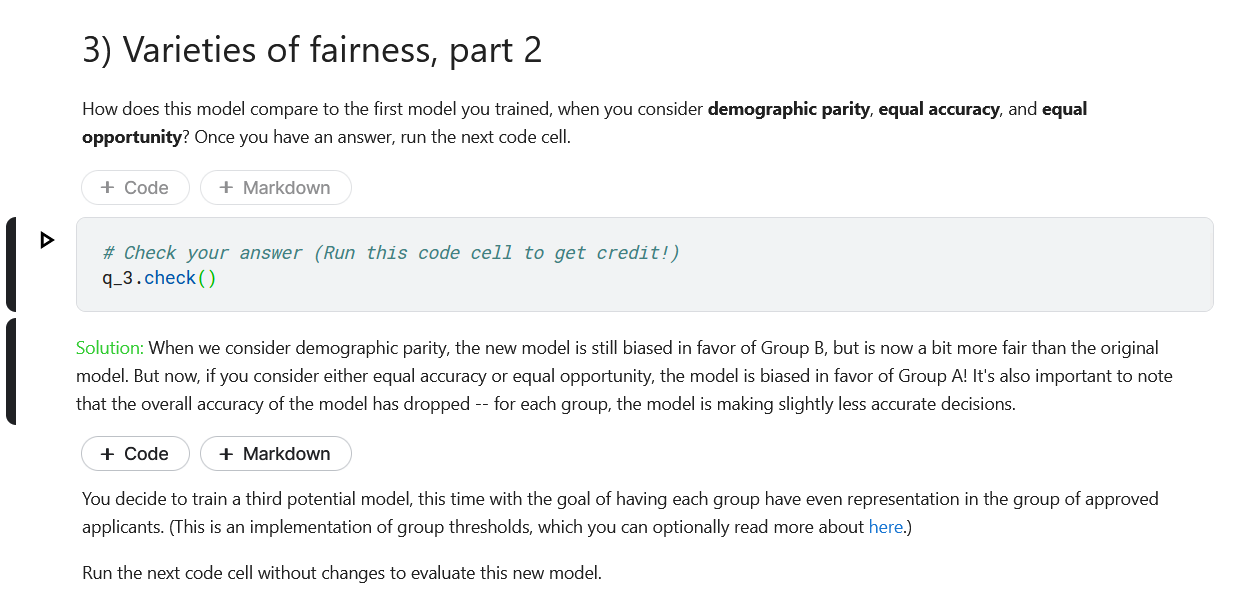 3) Varieties of fairness, part 2
How does this model compare to the first model you trained, when you consider demographic parity, equal accuracy, and equal
opportunity? Once you have an answer, run the next code cell.
+ Code + Markdown
# Check your answer (Run this code cell to get credit!)
q_3.check()
Solution: When we consider demographic parity, the new model is still biased in favor of Group B, but is now a bit more fair than the original
model. But now, if you consider either equal accuracy or equal opportunity, the model is biased in favor of Group A! It's also important to note
that the overall accuracy of the model has dropped -- for each group, the model is making slightly less accurate decisions.
+ Code + Markdown
You decide to train a third potential model, this time with the goal of having each group have even representation in the group of approved
applicants. (This is an implementation of group thresholds, which you can optionally read more about here.)
Run the next code cell without changes to evaluate this new model.